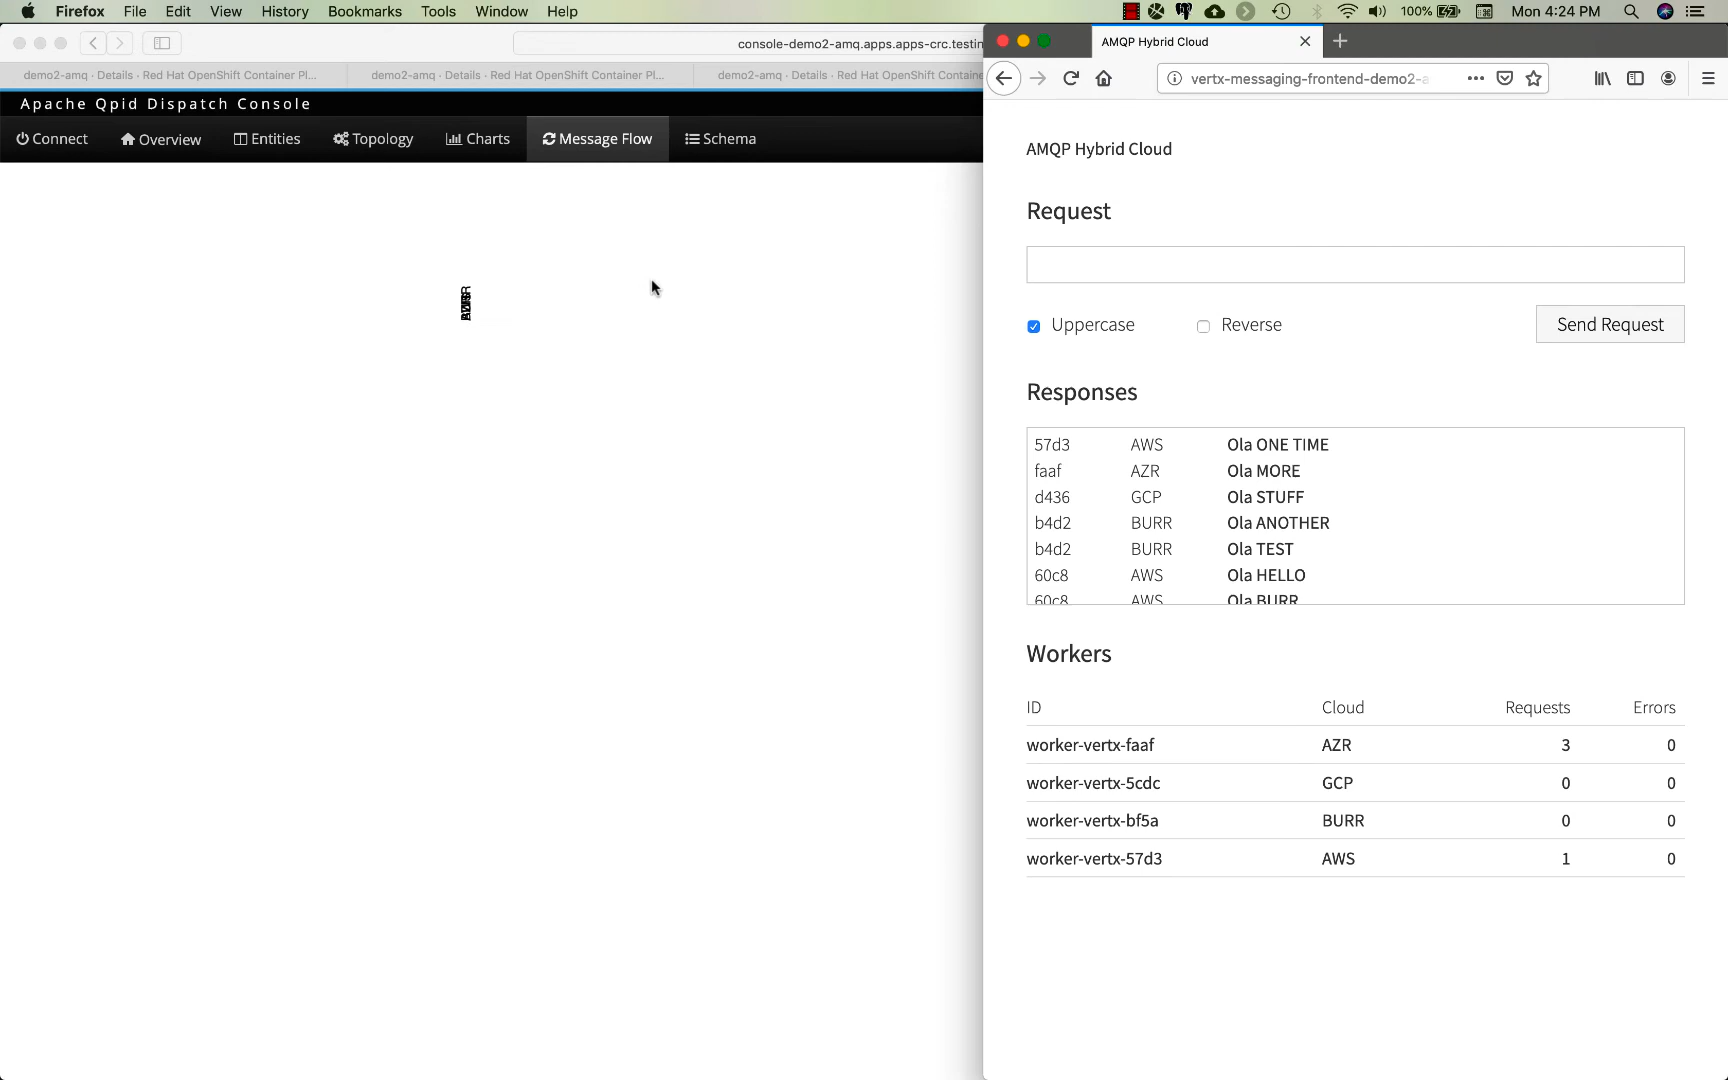 Firefox File Edit View History Bookmarks Tools Window Help 100% Mon 4:24 PM
console-demo2-amq.apps.apps-crc.testin
demo2-amq · Details · Red Hat OpenShift Container Pl...
demo2-amq · Details · Red Hat OpenShift Container Pl...
demo2-amq · Details · Red Hat OpenShift Container
Apache Qpid Dispatch Console
Connect Overview Entities Topology Charts Message Flow Schema
AMQP Hybrid Cloud
vertx-messaging-frontend-demo2-a
AMQP Hybrid Cloud
Request
Uppercase Reverse Send Request
Responses
57d3 AWS Ola ONE TIME
faaf AZR Ola MORE
d436 GCP Ola STUFF
b4d2 BURR Ola ANOTHER
b4d2 BURR Ola TEST
60c8 AWS Ola HELLO
60c8 AWS Ola BURR
Workers
ID Cloud Requests Errors
worker-vertx-faaf AZR 3 0
worker-vertx-5cdc GCP 0 0
worker-vertx-bf5a BURR 0 0
worker-vertx-57d3 AWS 1 0